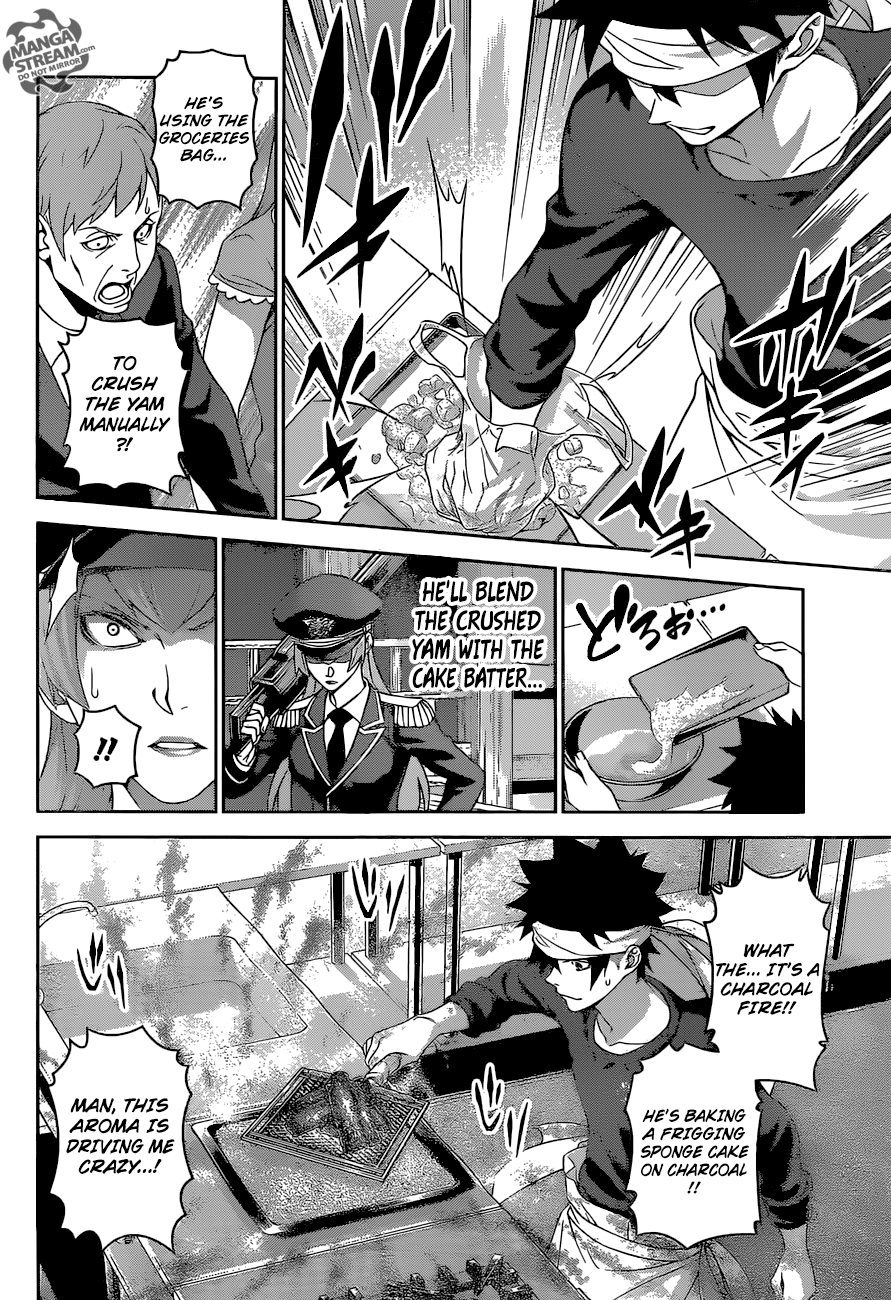 MANGA
STREAM.com
DO NOT MIRROR
HE'S
USING THE
GROCERIES
BAG...
TO
CRUSH
THE YAM
MANUALLY
?!
どろお…
HE'LL BLEND
THE CRUSHED
YAM WITH THE
CAKE BATTER...
!!
WHAT
THE... IT'S A
CHARCOAL
FIRE!!
HE'S BAKING
A FRIGGING
SPONGE CAKE
ON CHARCOAL
!!
MAN, THIS
AROMA IS
DRIVING ME
CRAZY...!